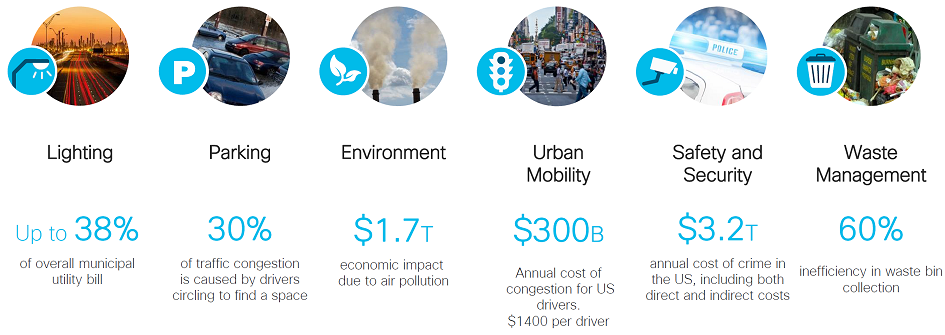 P
POLICE
Lighting
Parking
Environment
Urban
Mobility
Safety and
Security
Waste
Management
Up to 38%
30%
$1.7T
$300B
$3.2T
60%
of overall municipal
utility bill
of traffic congestion
is caused by drivers
circling to find a space
economic impact
due to air pollution
Annual cost of
congestion for US
drivers.
$1400 per driver
annual cost of crime in
the US, including both
direct and indirect costs
inefficiency in waste bin
collection